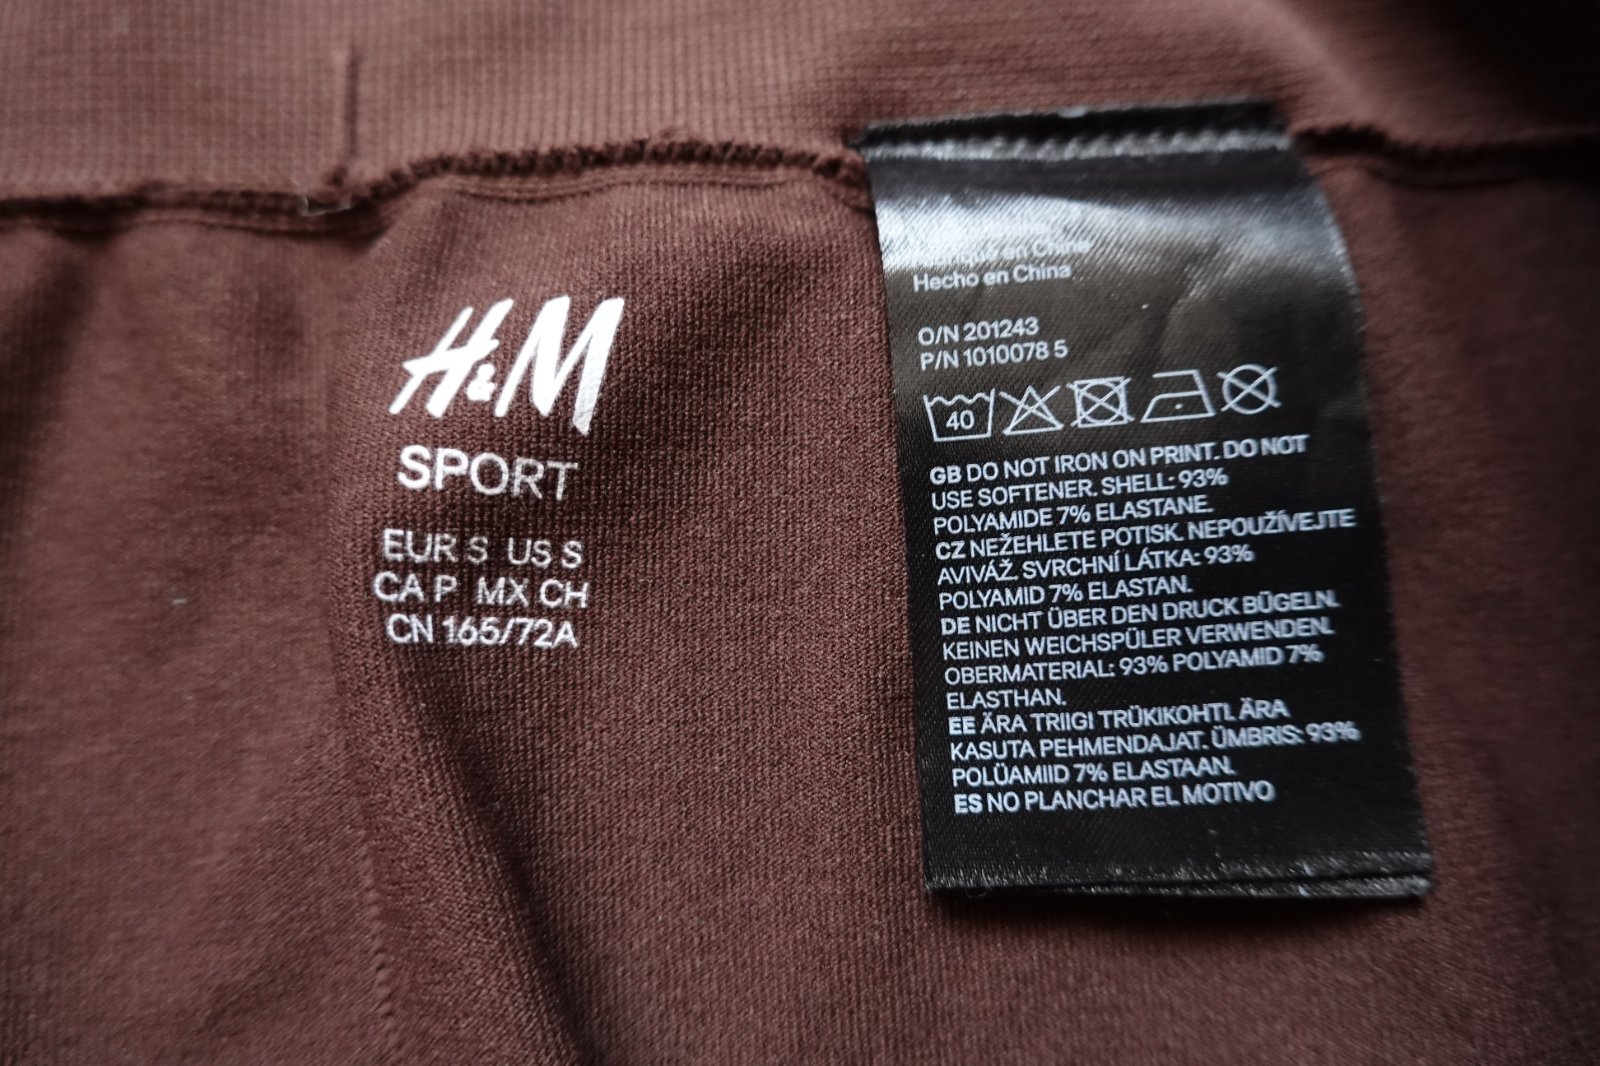 H&M
SPORT
EUR S US S
CA P MX CH
CN 165/72A
en China
Hecho en China
O/N 201243
P/N 1010078 5
40
GB DO NOT IRON ON PRINT. DO NOT
USE SOFTENER. SHELL: 93%
POLYAMIDE 7% ELASTANE.
CZ NEŽEHLETE POTISK. NEPOUŽÍVEJTE
AVIVÁŽ. SVRCHNÍ LÁTKA: 93%
POLYAMID 7% ELASTAN.
DE NICHT ÜBER DEN DRUCK BÜGELN.
KEINEN WEICHSPÜLER VERWENDEN.
OBERMATERIAL: 93% POLYAMID 7%
ELASTHAN.
EE ÄRA TRIIGI TRÜKIKOHTI. ÄRA
KASUTA PEHMENDAJAT. ÜMBRIS: 93%
POLÜAMIID 7% ELASTAAN.
ES NO PLANCHAR EL MOTIVO